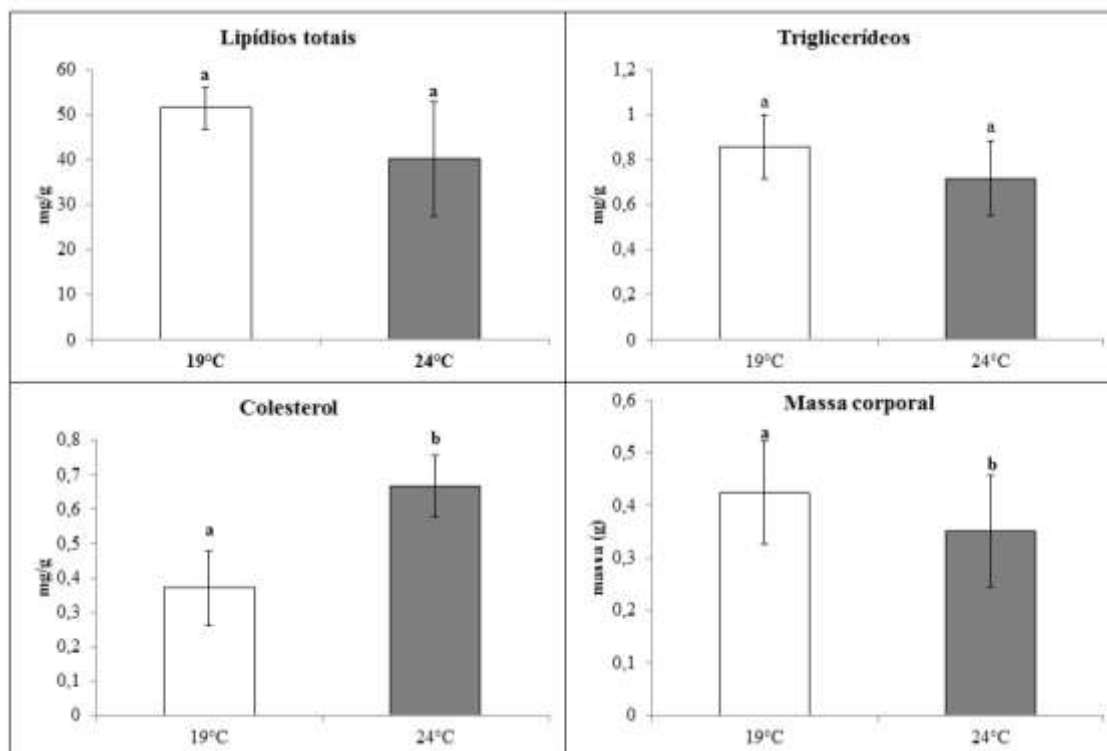 Lipídios totais
60
50
40
30
20
10
0
mg/g
a
a
19°C
24°C
Triglicerídeos
1,2
1
0,8
0,6
0,4
0,2
0
mg/g
a
a
19°C
24°C
Colesterol
0,8
0,7
0,6
0,5
0,4
0,3
0,2
0,1
0
mg/g
a
b
19°C
24°C
Massa corporal
0,6
0,5
0,4
0,3
0,2
0,1
0
massa (g)
a
b
19°C
24°C